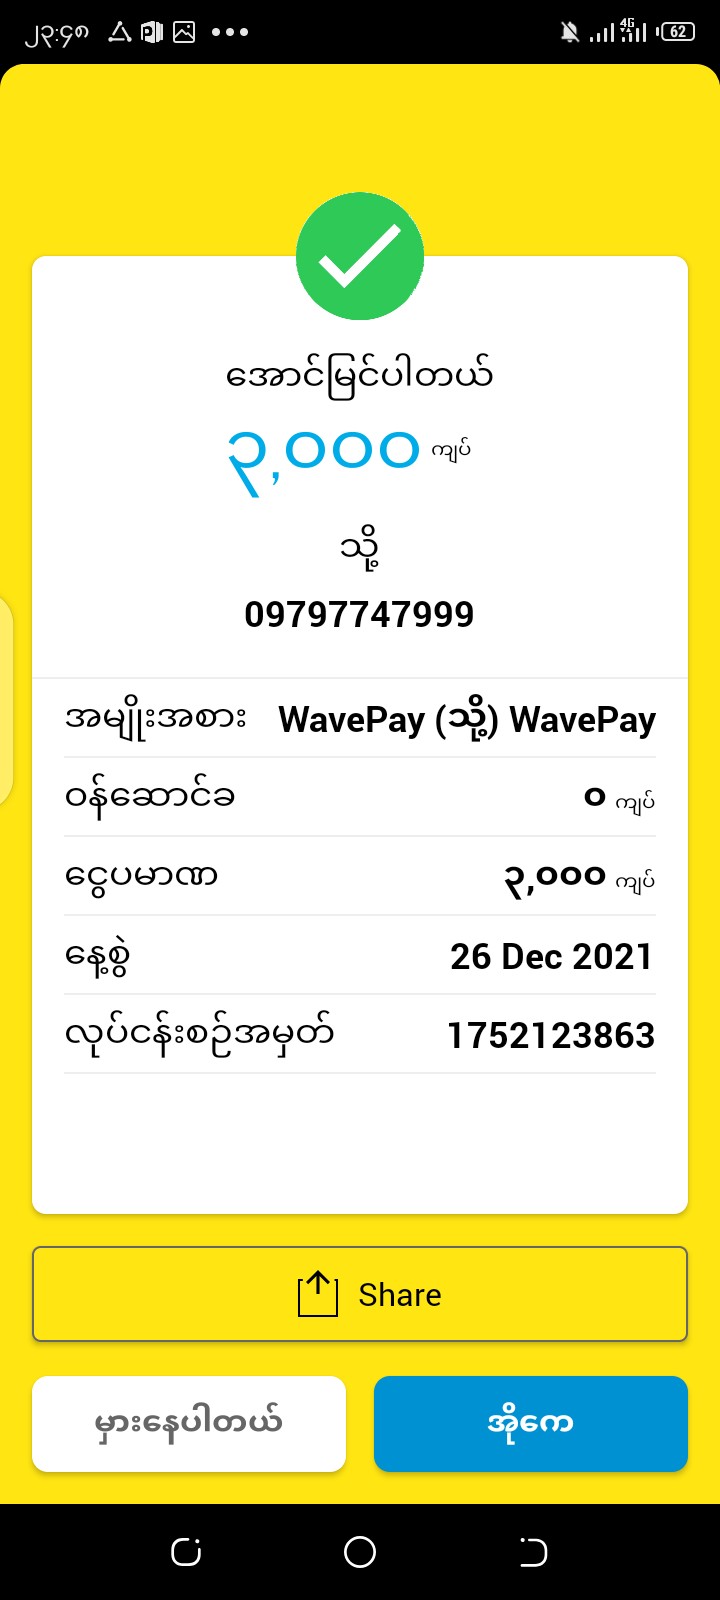 ၂၃:၄၈
4G
62
အောင်မြင်ပါတယ်
၃,၀၀၀ ကျပ်
သို့
09797747999
အမျိုးအစား WavePay (သို့) WavePay
ဝန်ဆောင်ခ ၀ ကျပ်
ငွေပမာဏ ၃,၀၀၀ ကျပ်
နေ့စွဲ 26 Dec 2021
လုပ်ငန်းစဉ်အမှတ် 1752123863
Share
မှားနေပါတယ် အိုကေ